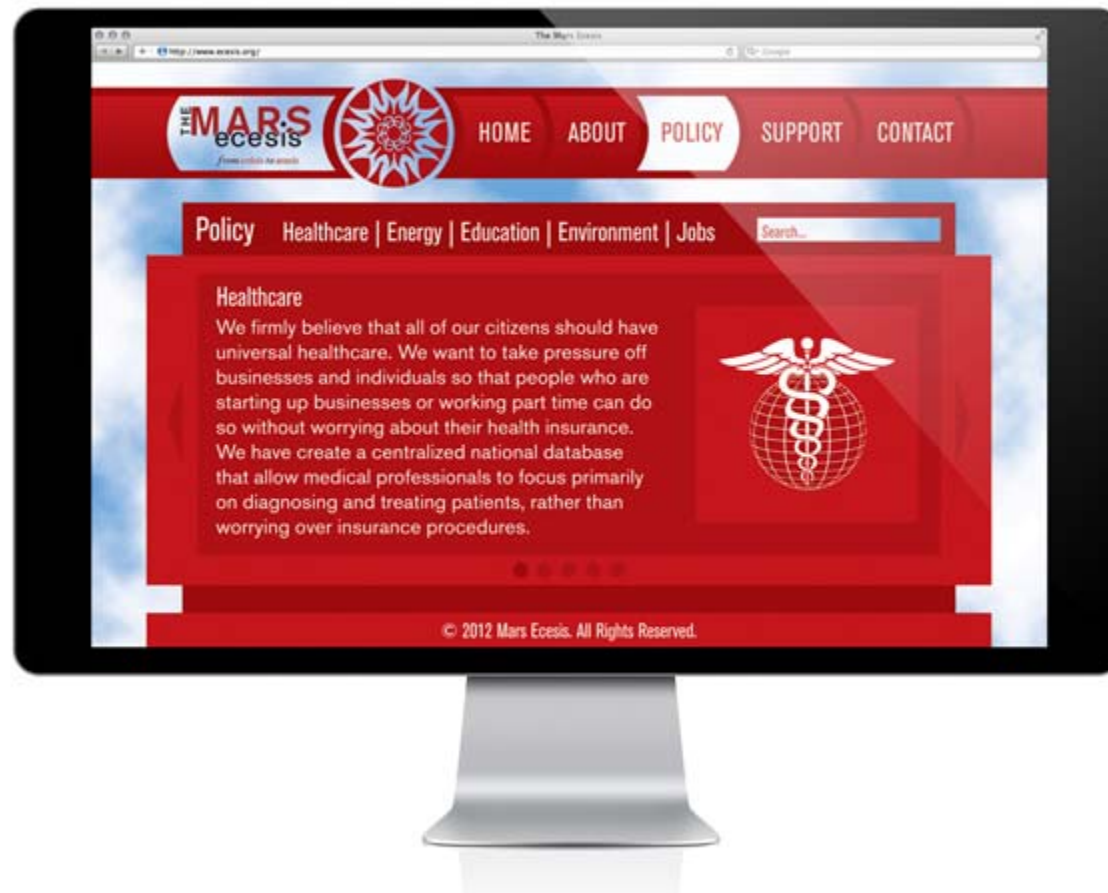 The Mars Ecesis
http://www.ecesis.org/
Google
THE MARS
ecesis
from crisis to ecesis
HOME ABOUT POLICY SUPPORT CONTACT
Policy Healthcare | Energy | Education | Environment | Jobs Search...
Healthcare
We firmly believe that all of our citizens should have
universal healthcare. We want to take pressure off
businesses and individuals so that people who are
starting up businesses or working part time can do
so without worrying about their health insurance.
We have create a centralized national database
that allow medical professionals to focus primarily
on diagnosing and treating patients, rather than
worrying over insurance procedures.
© 2012 Mars Ecesis. All Rights Reserved.